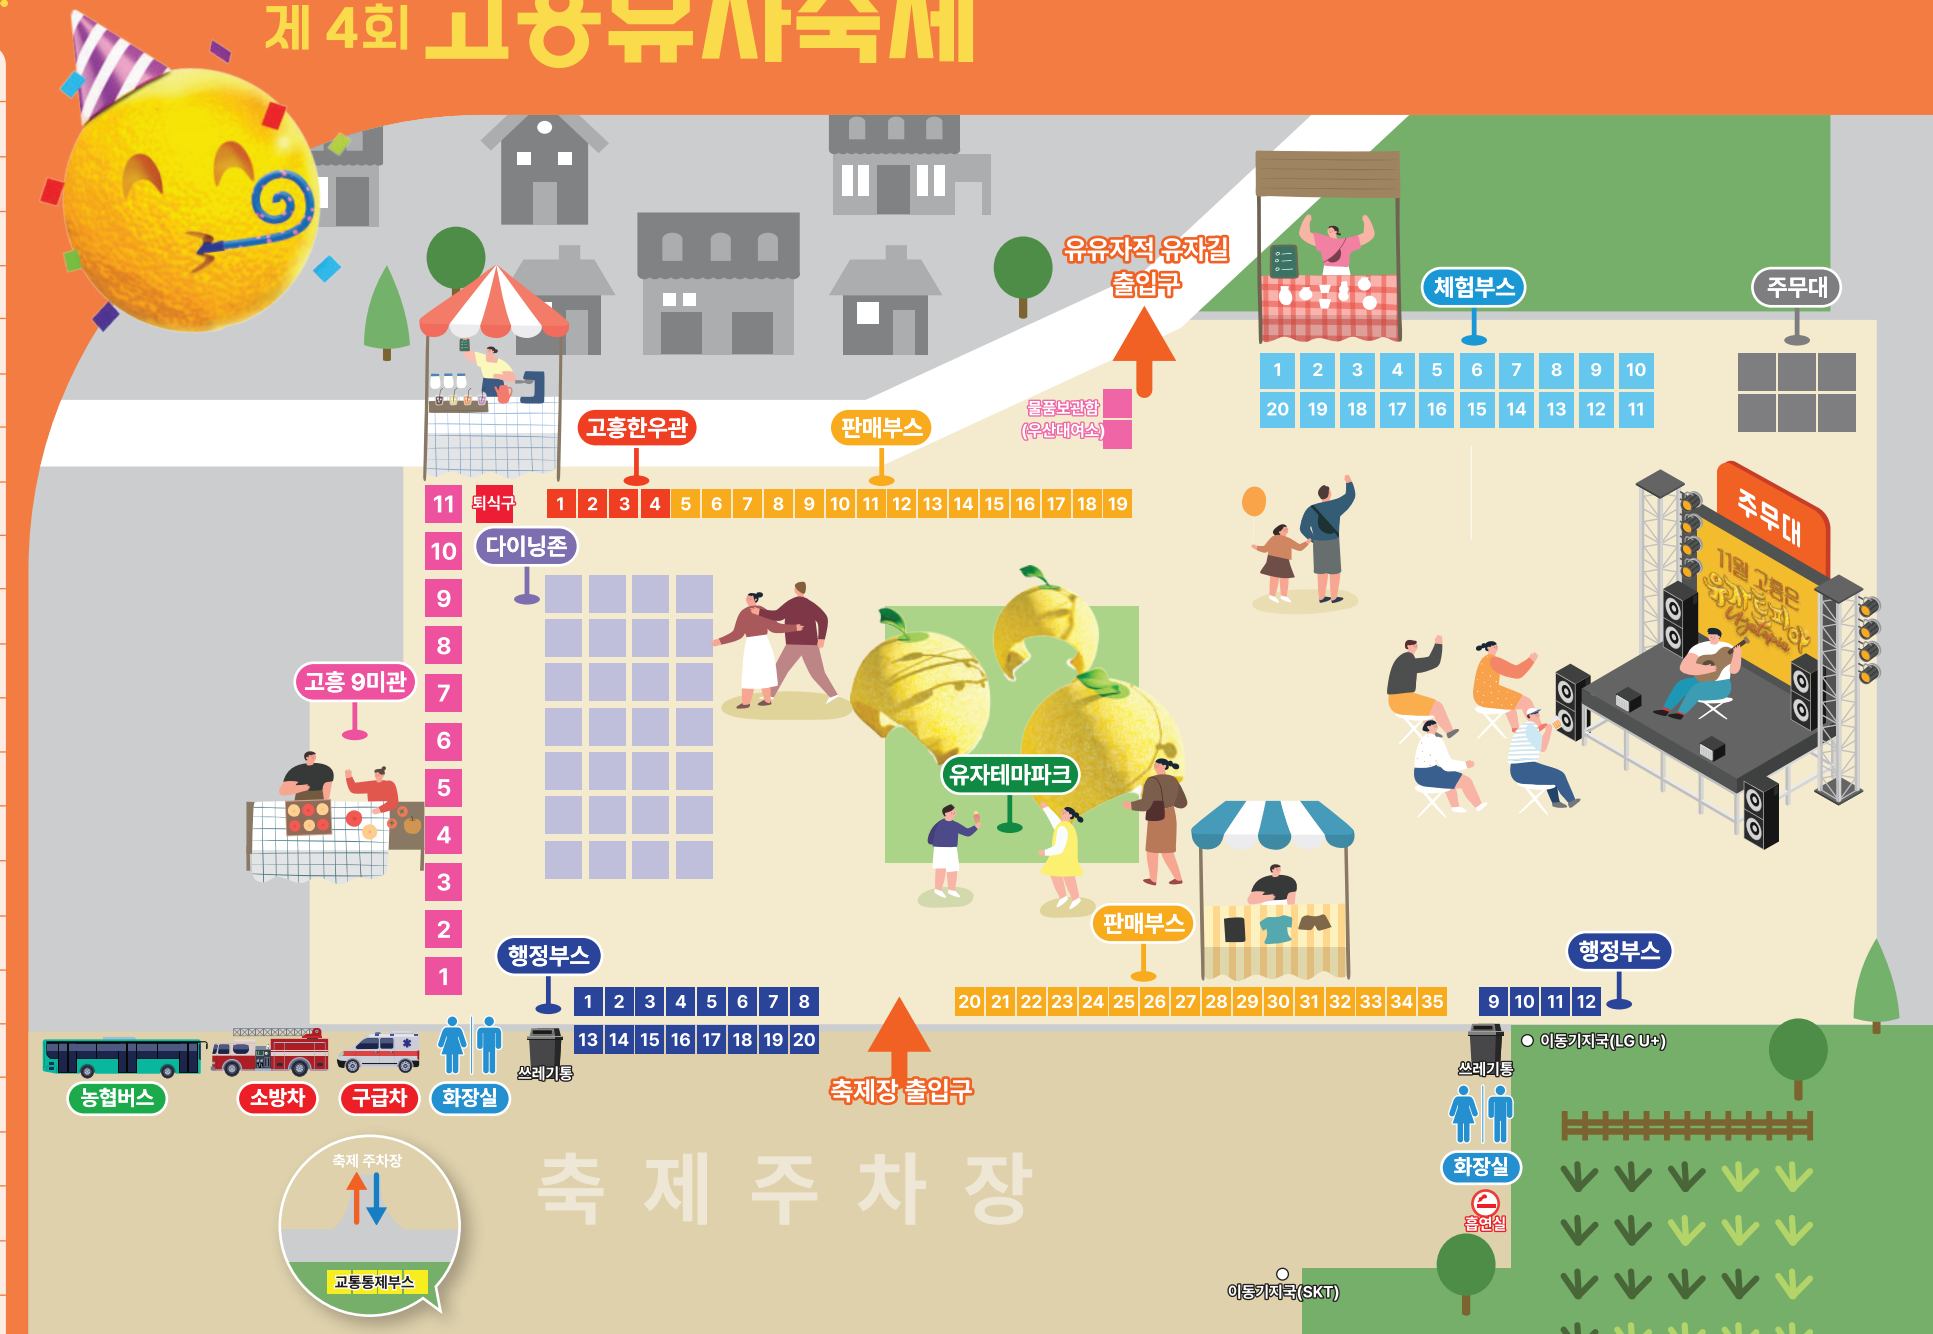 제 4회 고흥유자축제
유유자적 유자길
출입구
체험부스
주무대
1 2 3 4 5 6 7 8 9 10
20 19 18 17 16 15 14 13 12 11
물품보관함
(우산대여소)
고흥한우관
판매부스
퇴식구
1 2 3 4 5 6 7 8 9 10 11 12 13 14 15 16 17 18 19
다이닝존
11
10
9
8
7
6
5
4
3
2
1
고흥 9미관
주무대
11월 고흥은
유자토피아
Yujatopia
유자테마파크
판매부스
행정부스
행정부스
1 2 3 4 5 6 7 8
20 21 22 23 24 25 26 27 28 29 30 31 32 33 34 35
9 10 11 12
13 14 15 16 17 18 19 20
쓰레기통
쓰레기통
이동기지국(LG U+)
농협버스
소방차
구급차
화장실
축제장 출입구
축제 주차장
축제주차장
화장실
흡연실
교통통제부스
이동기지국(SKT)